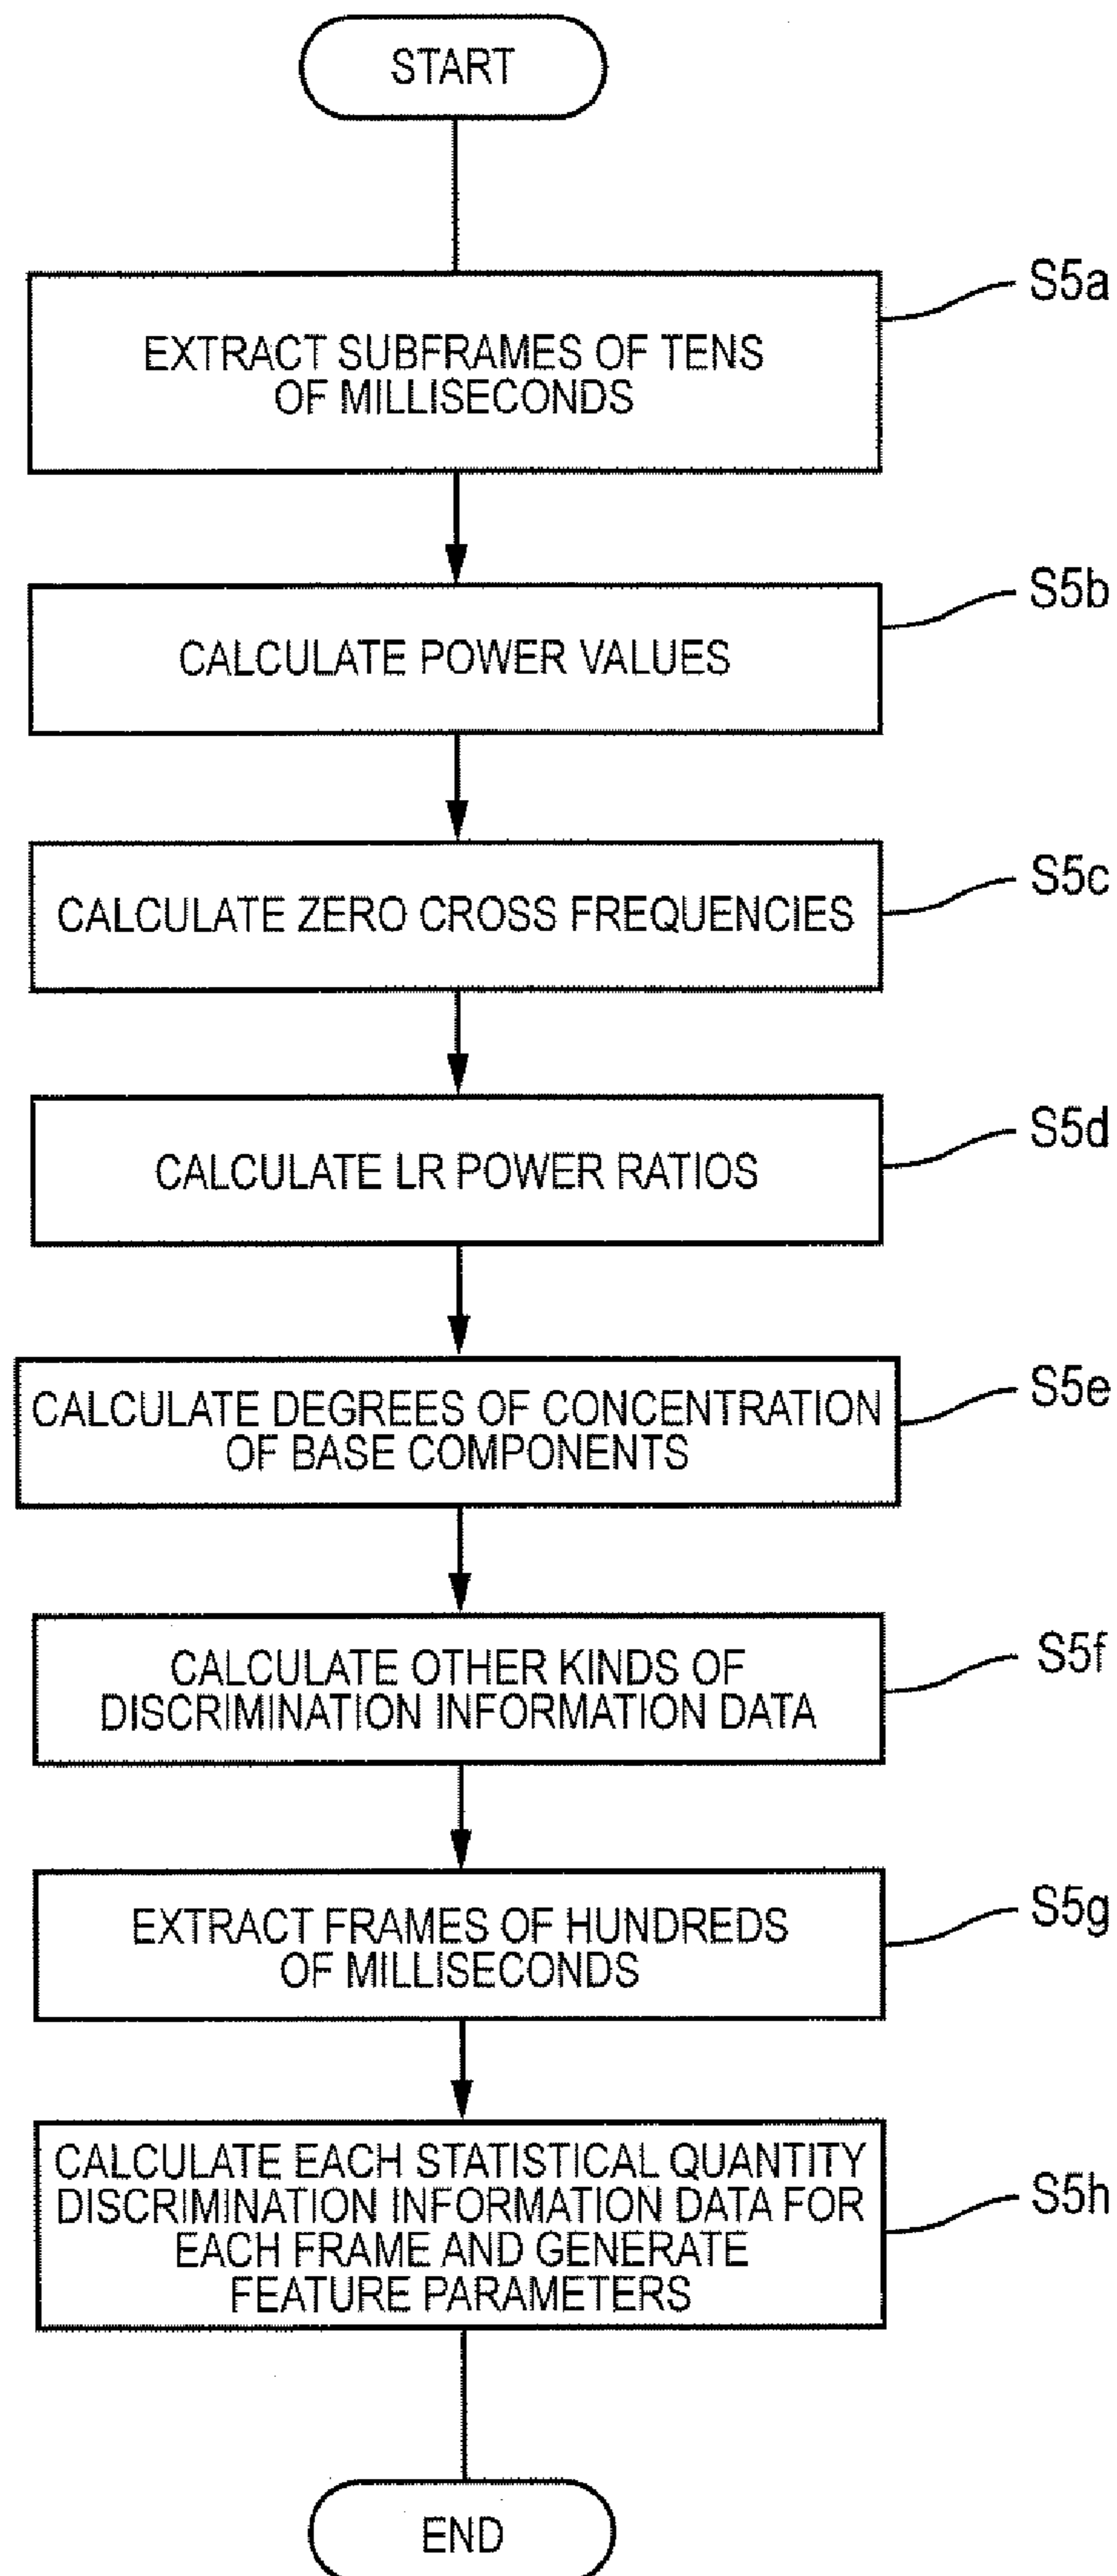 START
S5a
EXTRACT SUBFRAMES OF TENS
OF MILLISECONDS
S5b
CALCULATE POWER VALUES
S5c
CALCULATE ZERO CROSS FREQUENCIES
S5d
CALCULATE LR POWER RATIOS
S5e
CALCULATE DEGREES OF CONCENTRATION
OF BASE COMPONENTS
S5f
CALCULATE OTHER KINDS OF
DISCRIMINATION INFORMATION DATA
S5g
EXTRACT FRAMES OF HUNDREDS
OF MILLISECONDS
S5h
CALCULATE EACH STATISTICAL QUANTITY
DISCRIMINATION INFORMATION DATA FOR
EACH FRAME AND GENERATE
FEATURE PARAMETERS
END